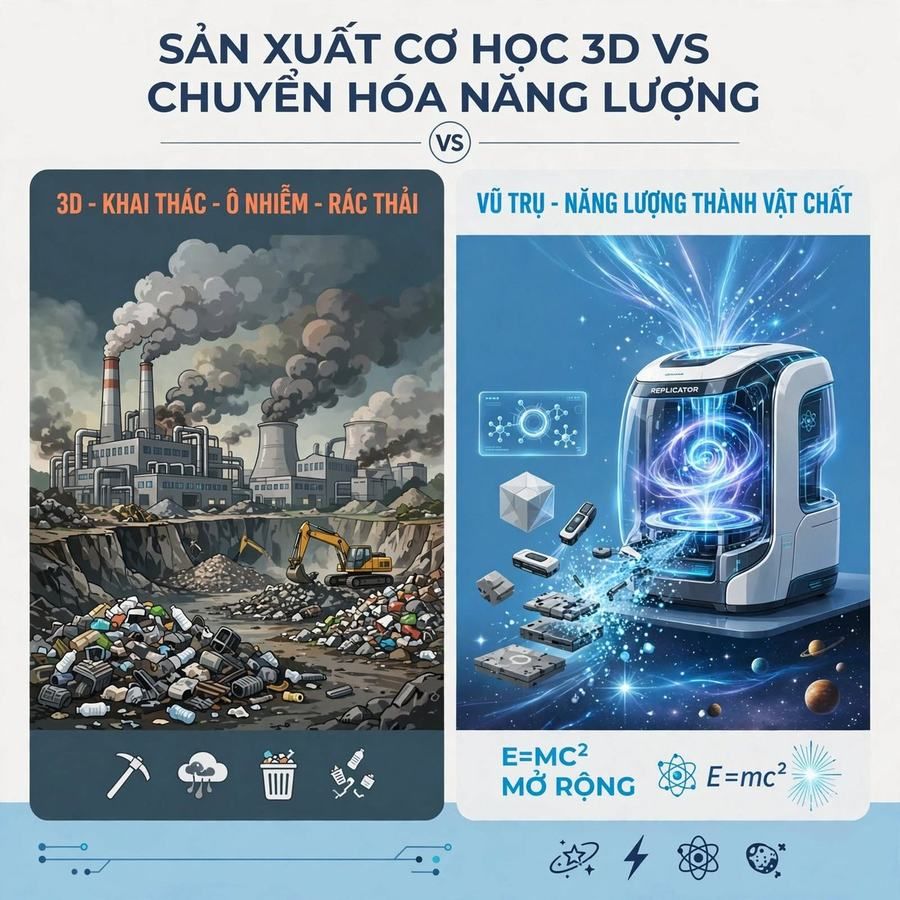 SẢN XUẤT CƠ HỌC 3D VS
CHUYỂN HÓA NĂNG LƯỢNG
VS
3D - KHAI THÁC - Ô NHIỄM - RÁC THẢI
VŨ TRỤ - NĂNG LƯỢNG THÀNH VẬT CHẤT
REPLICATOR
E=MC²
MỞ RỘNG
E=mc²